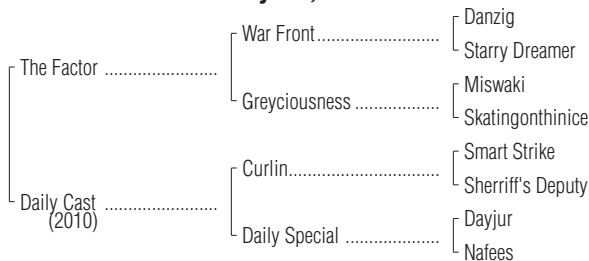 Danzig
War Front
Starry Dreamer
The Factor
Miswaki
Greyciousness
Skatingonthinice
Smart Strike
Curlin
Sherriff's Deputy
Daily Cast
(2010)
Dayjur
Daily Special
Nafees